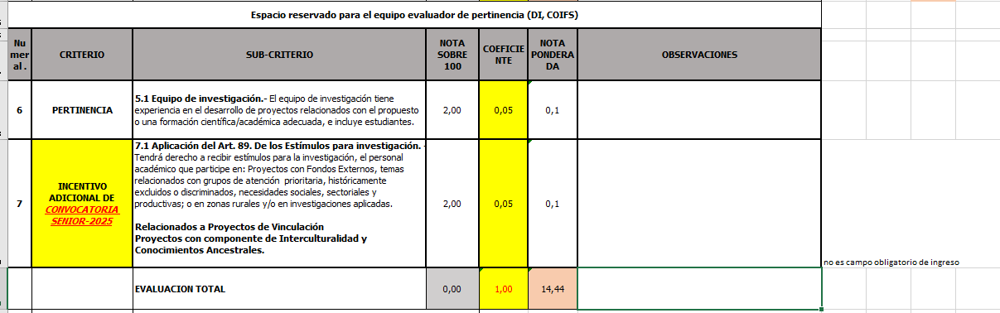 Espacio reservado para el equipo evaluador de pertinencia (DI, COIFS)
Nu
mer
al .
CRITERIO
SUB-CRITERIO
NOTA
SOBRE
100
COEFICIE
NTE
NOTA
PONDERA
DA
OBSERVACIONES
6
PERTINENCIA
5.1 Equipo de investigación.- El equipo de investigación tiene
experiencia en el desarrollo de proyectos relacionados con el propuesto
o una formación científica/académica adecuada, e incluye estudiantes.
2,00
0,05
0,1
7
INCENTIVO
ADICIONAL DE
CONVOCATORIA
SENIOR-2025
7.1 Aplicación del Art. 89. De los Estímulos para investigación. -
Tendrá derecho a recibir estímulos para la investigación, el personal
académico que participe en: Proyectos con Fondos Externos, temas
relacionados con grupos de atención prioritaria, históricamente
excluidos o discriminados, necesidades sociales, sectoriales y
productivas; o en zonas rurales y/o en investigaciones aplicadas.
Relacionados a Proyectos de Vinculación
Proyectos con componente de Interculturalidad y
Conocimientos Ancestrales.
2,00
0,05
0,1
no es campo obligatorio de ingreso
EVALUACION TOTAL
0,00
1,00
14,44